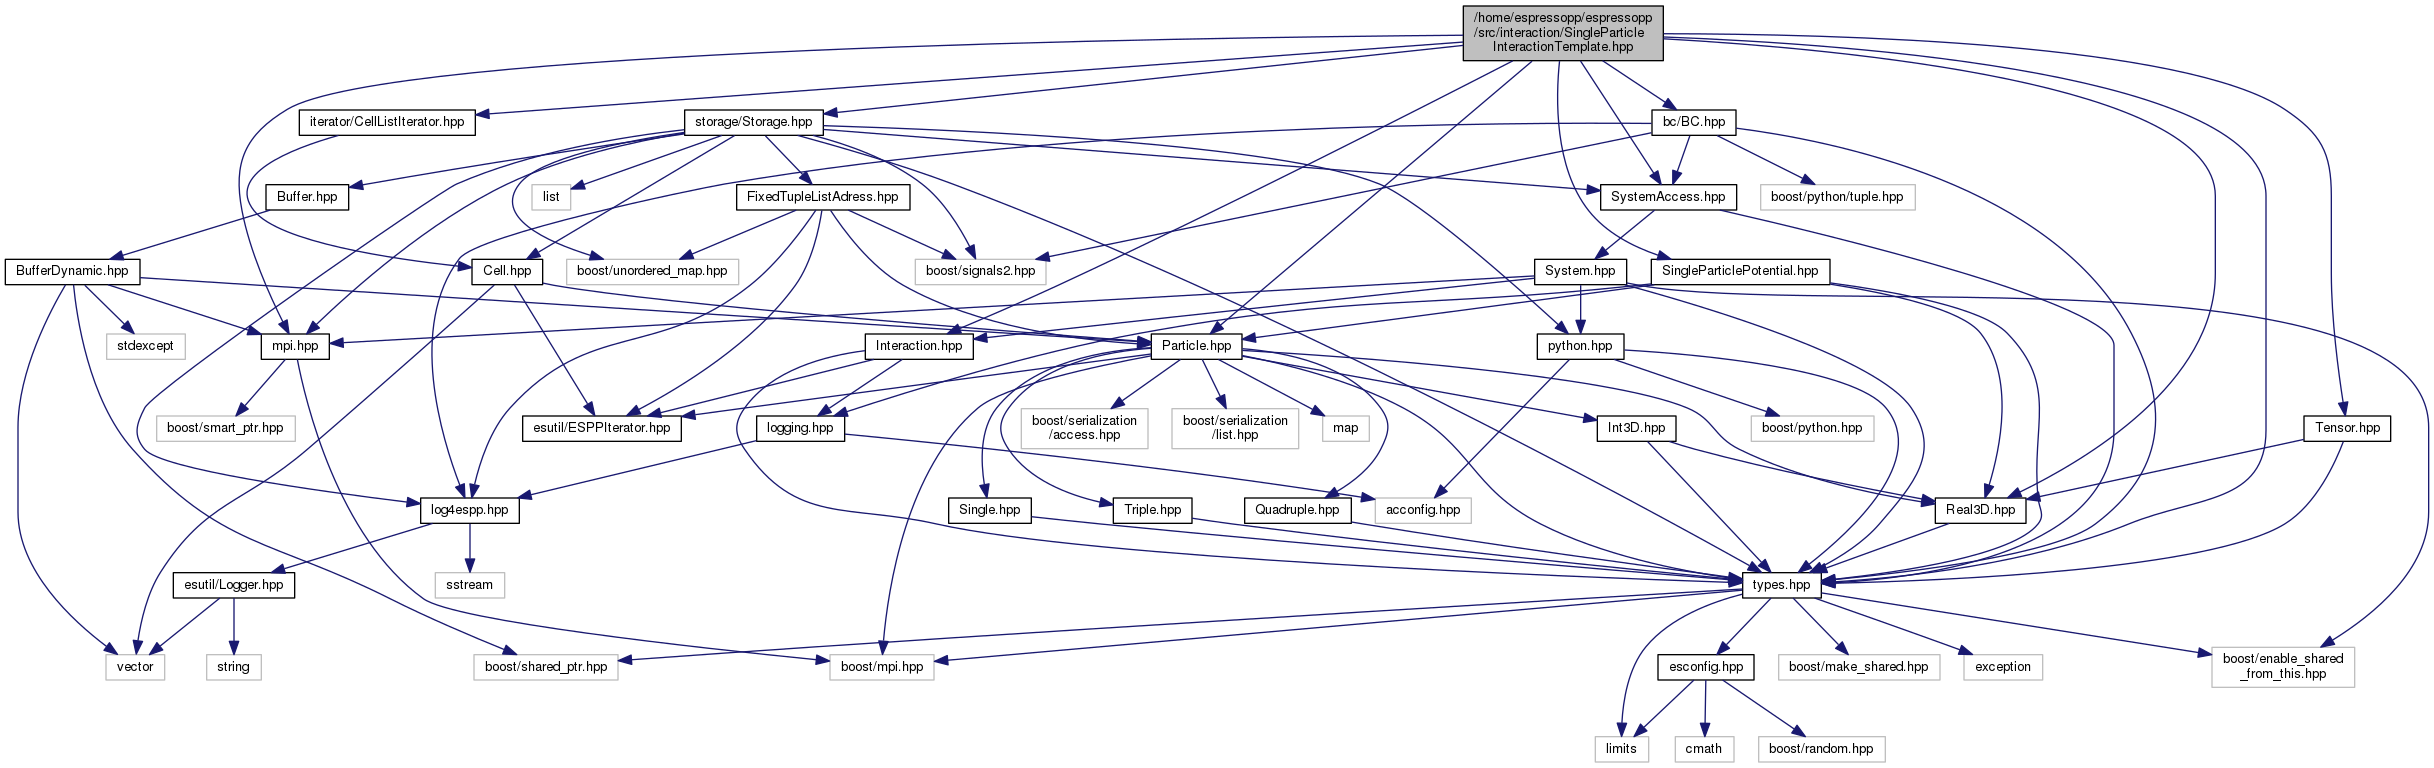 /home/espressopp/espressopp
/src/interaction/SingleParticle
InteractionTemplate.hpp
iterator/CellListIterator.hpp
storage/Storage.hpp
bc/BC.hpp
Buffer.hpp
list
FixedTupleListAdress.hpp
SystemAccess.hpp
boost/python/tuple.hpp
BufferDynamic.hpp
Cell.hpp
boost/unordered_map.hpp
boost/signals2.hpp
System.hpp
SingleParticlePotential.hpp
stdexcept
mpi.hpp
Interaction.hpp
Particle.hpp
python.hpp
boost/smart_ptr.hpp
esutil/ESPPIterator.hpp
logging.hpp
boost/serialization
/access.hpp
boost/serialization
/list.hpp
map
Int3D.hpp
boost/python.hpp
Tensor.hpp
log4espp.hpp
Single.hpp
Triple.hpp
Quadruple.hpp
acconfig.hpp
Real3D.hpp
esutil/Logger.hpp
sstream
types.hpp
vector
string
boost/shared_ptr.hpp
boost/mpi.hpp
esconfig.hpp
boost/make_shared.hpp
exception
boost/enable_shared
_from_this.hpp
limits
cmath
boost/random.hpp